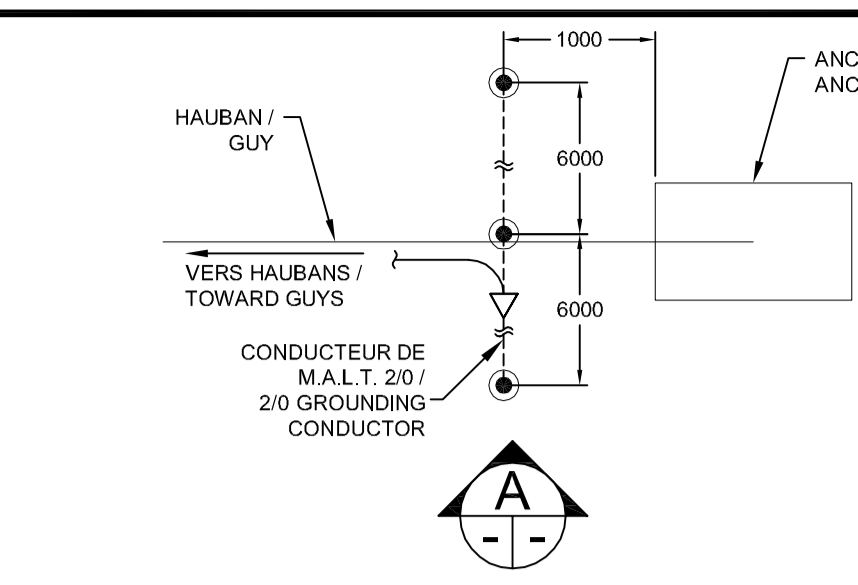 1000
ANC
ANC
HAUBAN /
GUY
6000
VERS HAUBANS /
TOWARD GUYS
6000
CONDUCTEUR DE
M.A.L.T. 2/0 /
2/0 GROUNDING
CONDUCTOR
A
- -